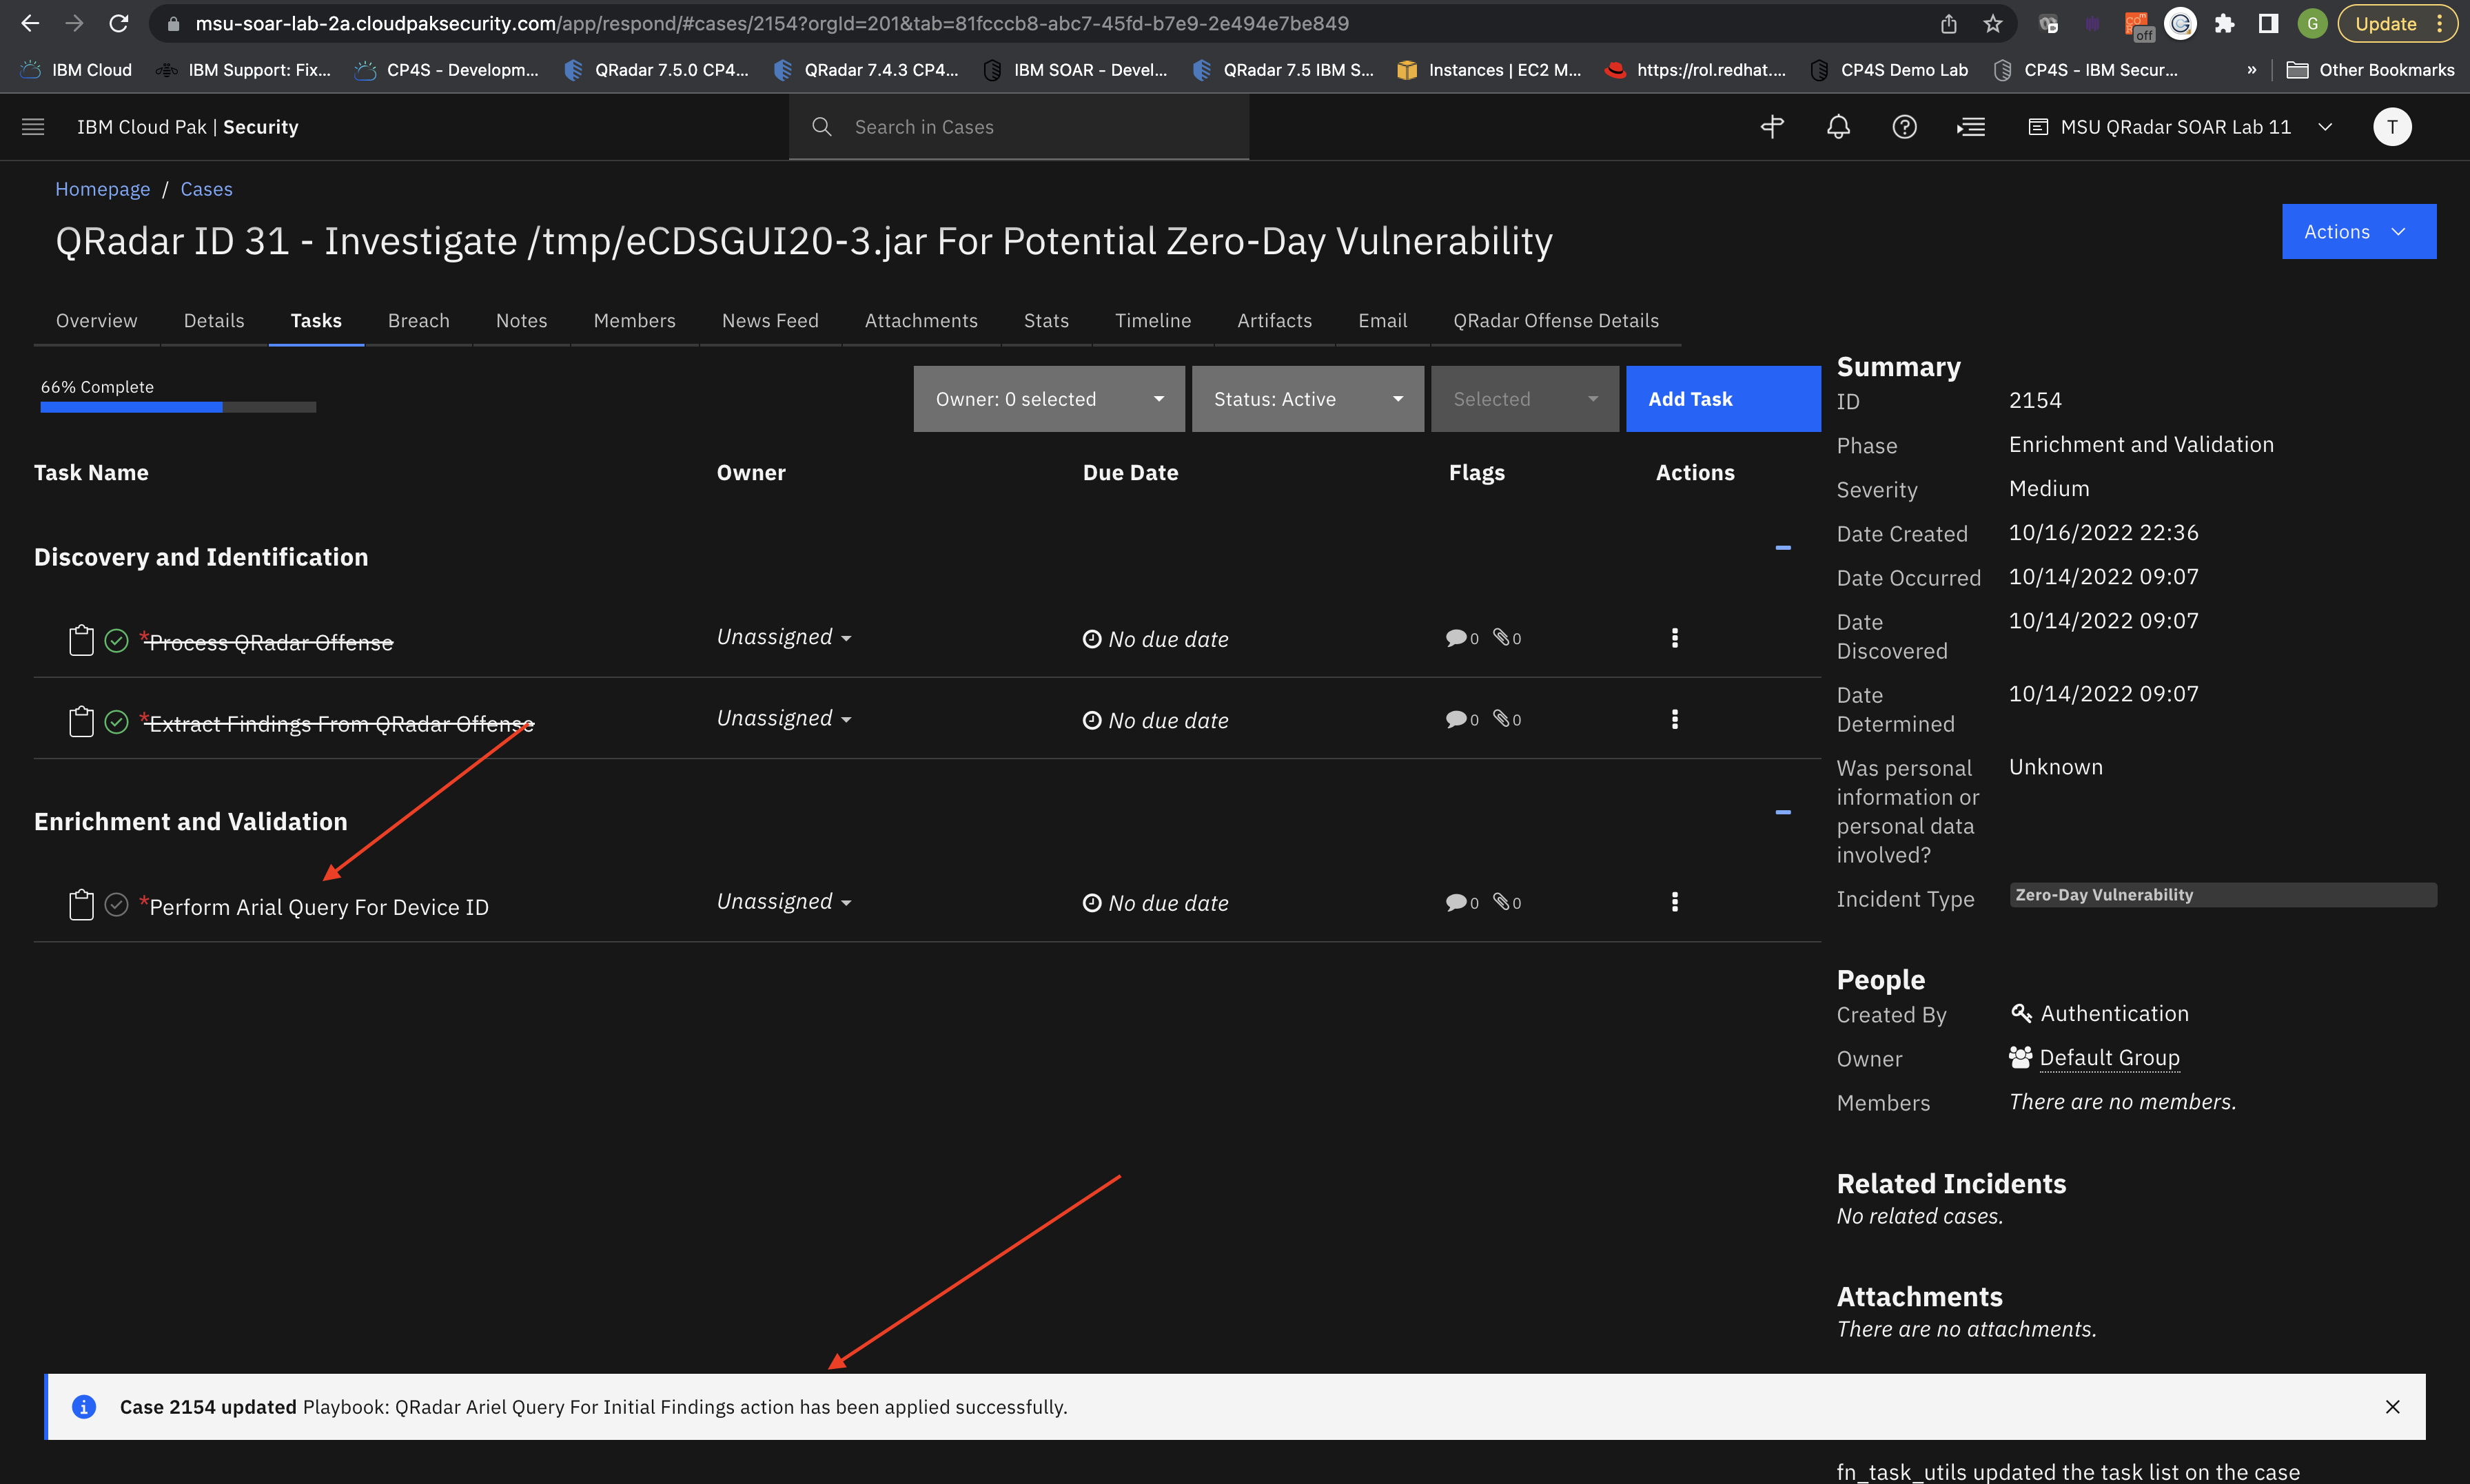 msu-soar-lab-2a.cloudpaksecurity.com/app/respond/#cases/2154?orgId=201&tab=81fcccb8-abc7-45fd-b7e9-2e494e7be849
off
G
Update
IBM Cloud
IBM Support: Fix...
CP4S - Developm...
QRadar 7.5.0 CP4...
QRadar 7.4.3 CP4...
IBM SOAR - Devel...
QRadar 7.5 IBM S...
Instances | EC2 M...
https://rol.redhat....
CP4S Demo Lab
CP4S - IBM Secur...
»
Other Bookmarks
IBM Cloud Pak | Security
Search in Cases
MSU QRadar SOAR Lab 11
T
Homepage / Cases
QRadar ID 31 - Investigate /tmp/eCDSGUI20-3.jar For Potential Zero-Day Vulnerability
Actions
Overview
Details
Tasks
Breach
Notes
Members
News Feed
Attachments
Stats
Timeline
Artifacts
Email
QRadar Offense Details
66% Complete
Owner: 0 selected
Status: Active
Selected
Add Task
Task Name
Owner
Due Date
Flags
Actions
Discovery and Identification
*Process QRadar Offense
Unassigned
No due date
0
0
*Extract Findings From QRadar Offense
Unassigned
No due date
0
0
Enrichment and Validation
*Perform Arial Query For Device ID
Unassigned
No due date
0
0
Summary
ID 2154
Phase Enrichment and Validation
Severity Medium
Date Created 10/16/2022 22:36
Date Occurred 10/14/2022 09:07
Date 10/14/2022 09:07
Discovered
Date 10/14/2022 09:07
Determined
Was personal Unknown
information or
personal data
involved?
Incident Type Zero-Day Vulnerability
People
Created By Authentication
Owner Default Group
Members There are no members.
Related Incidents
No related cases.
Attachments
There are no attachments.
Case 2154 updated Playbook: QRadar Ariel Query For Initial Findings action has been applied successfully.
fn_task_utils updated the task list on the case